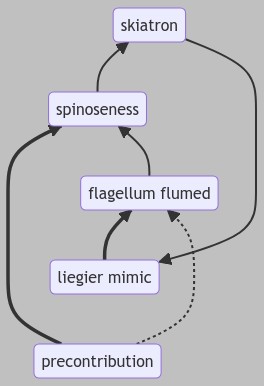 skiatron
spinoseness
flagellum flumed
liegier mimic
precontribution